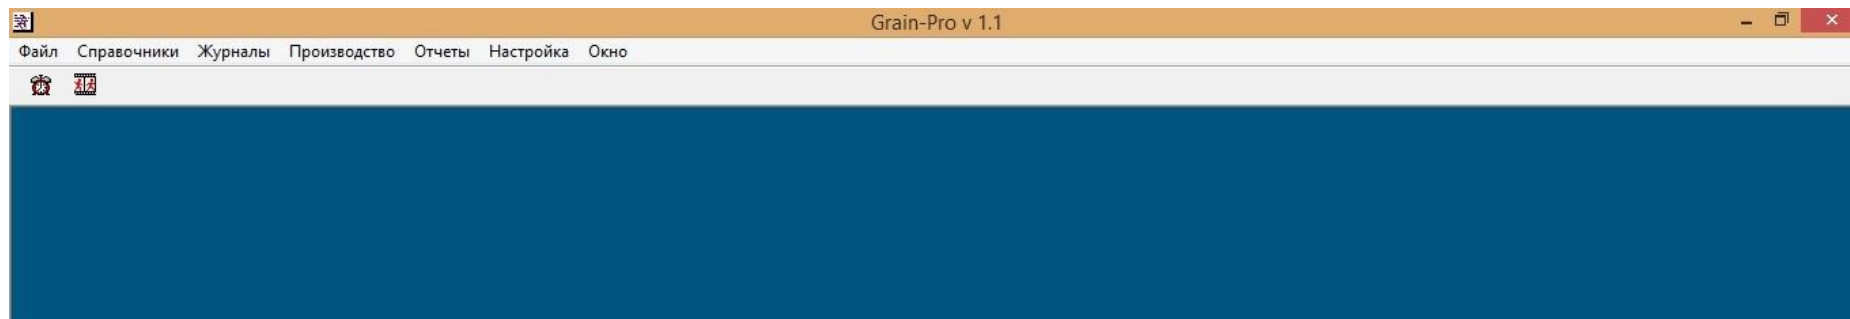 Grain-Pro v 1.1
Файл Справочники Журналы Производство Отчеты Настройка Окно